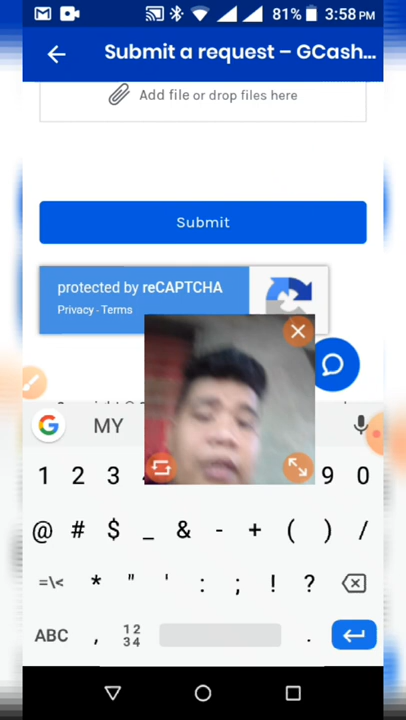 81% 3:58 PM
Submit a request – GCash...
Add file or drop files here
Submit
protected by reCAPTCHA
Privacy - Terms
MY
1 2 3 9 0
@ # $ _ & - + ( ) /
=\< * " ' : ; ! ?
ABC , 12 34 .